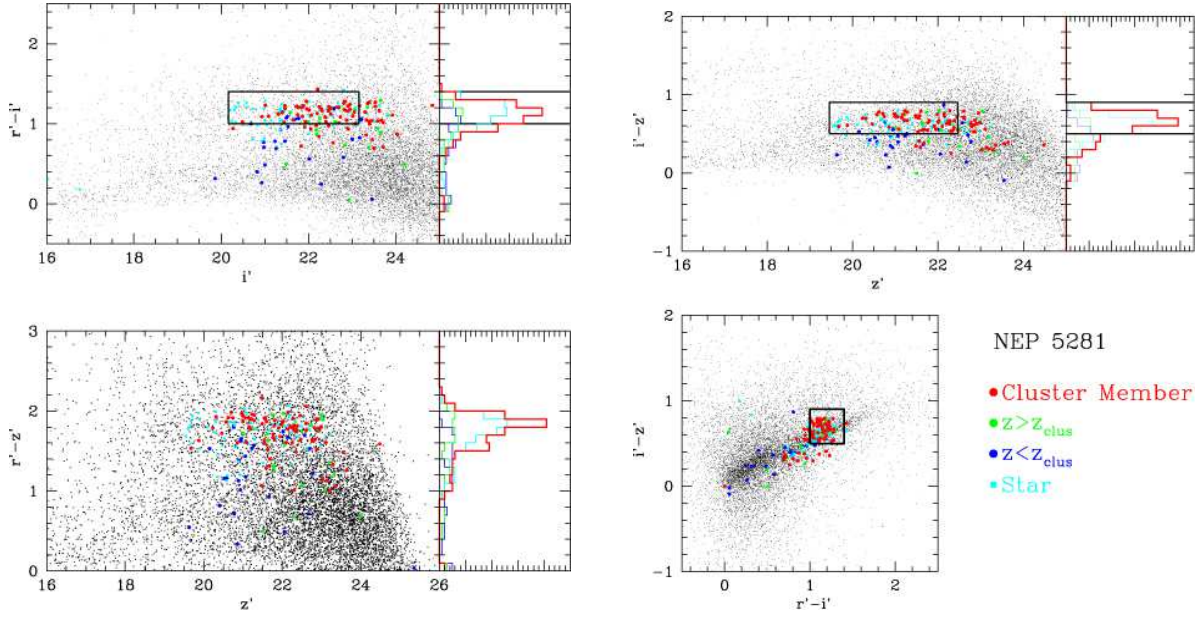 r'-i'
2
1
0
16 18 20 22 24
i'
i'-z'
2
1
0
-1
16 18 20 22 24
z'
r'-z'
3
2
1
0
16 18 20 22 24 26
z'
i'-z'
2
1
0
-1
0 1 2
r'-i'
NEP 5281
Cluster Member
z>z_clus
z<z_clus
Star